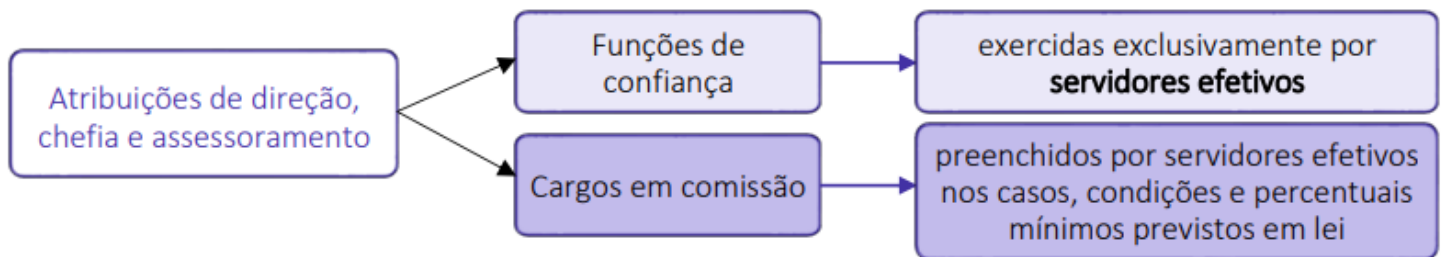 Atribuições de direção,
chefia e assessoramento
Funções de
confiança
exercidas exclusivamente por
servidores efetivos
Cargos em comissão
preenchidos por servidores efetivos
nos casos, condições e percentuais
mínimos previstos em lei